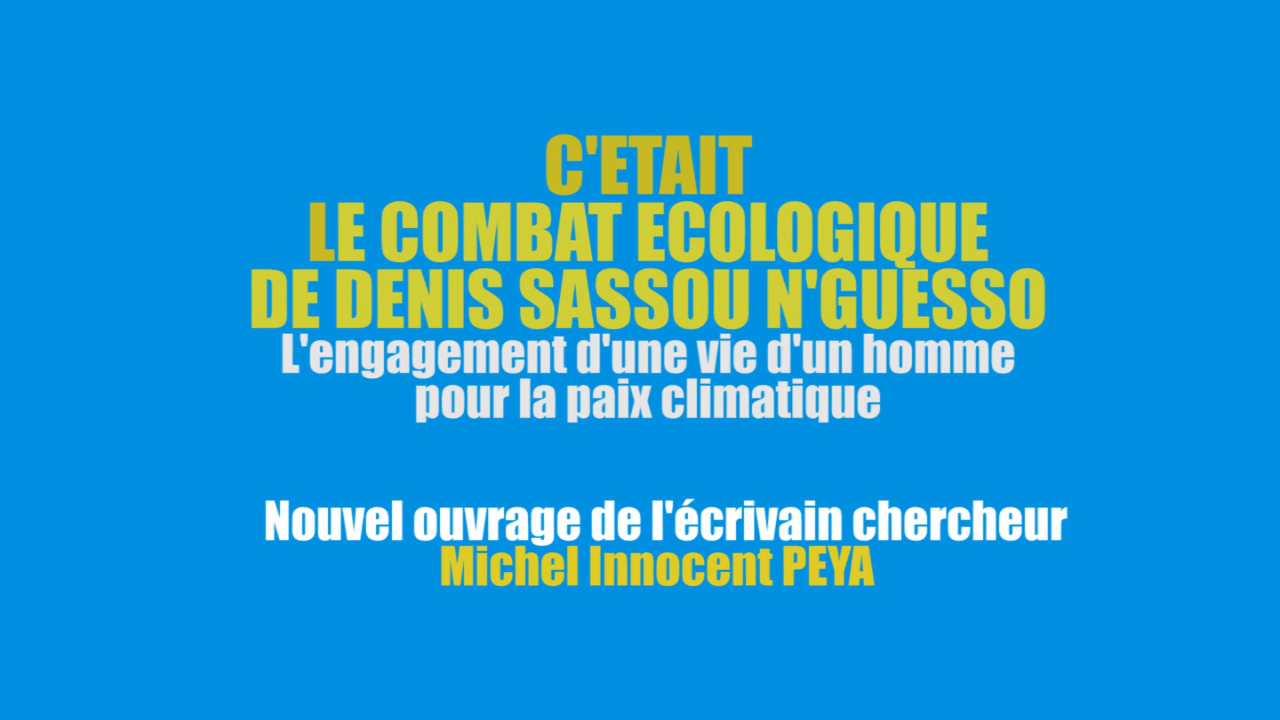 C'ETAIT
LE COMBAT ECOLOGIQUE
DE DENIS SASSOU N'GUESSO
L'engagement d'une vie d'un homme
pour la paix climatique
Nouvel ouvrage de l'écrivain chercheur
Michel Innocent PEYA